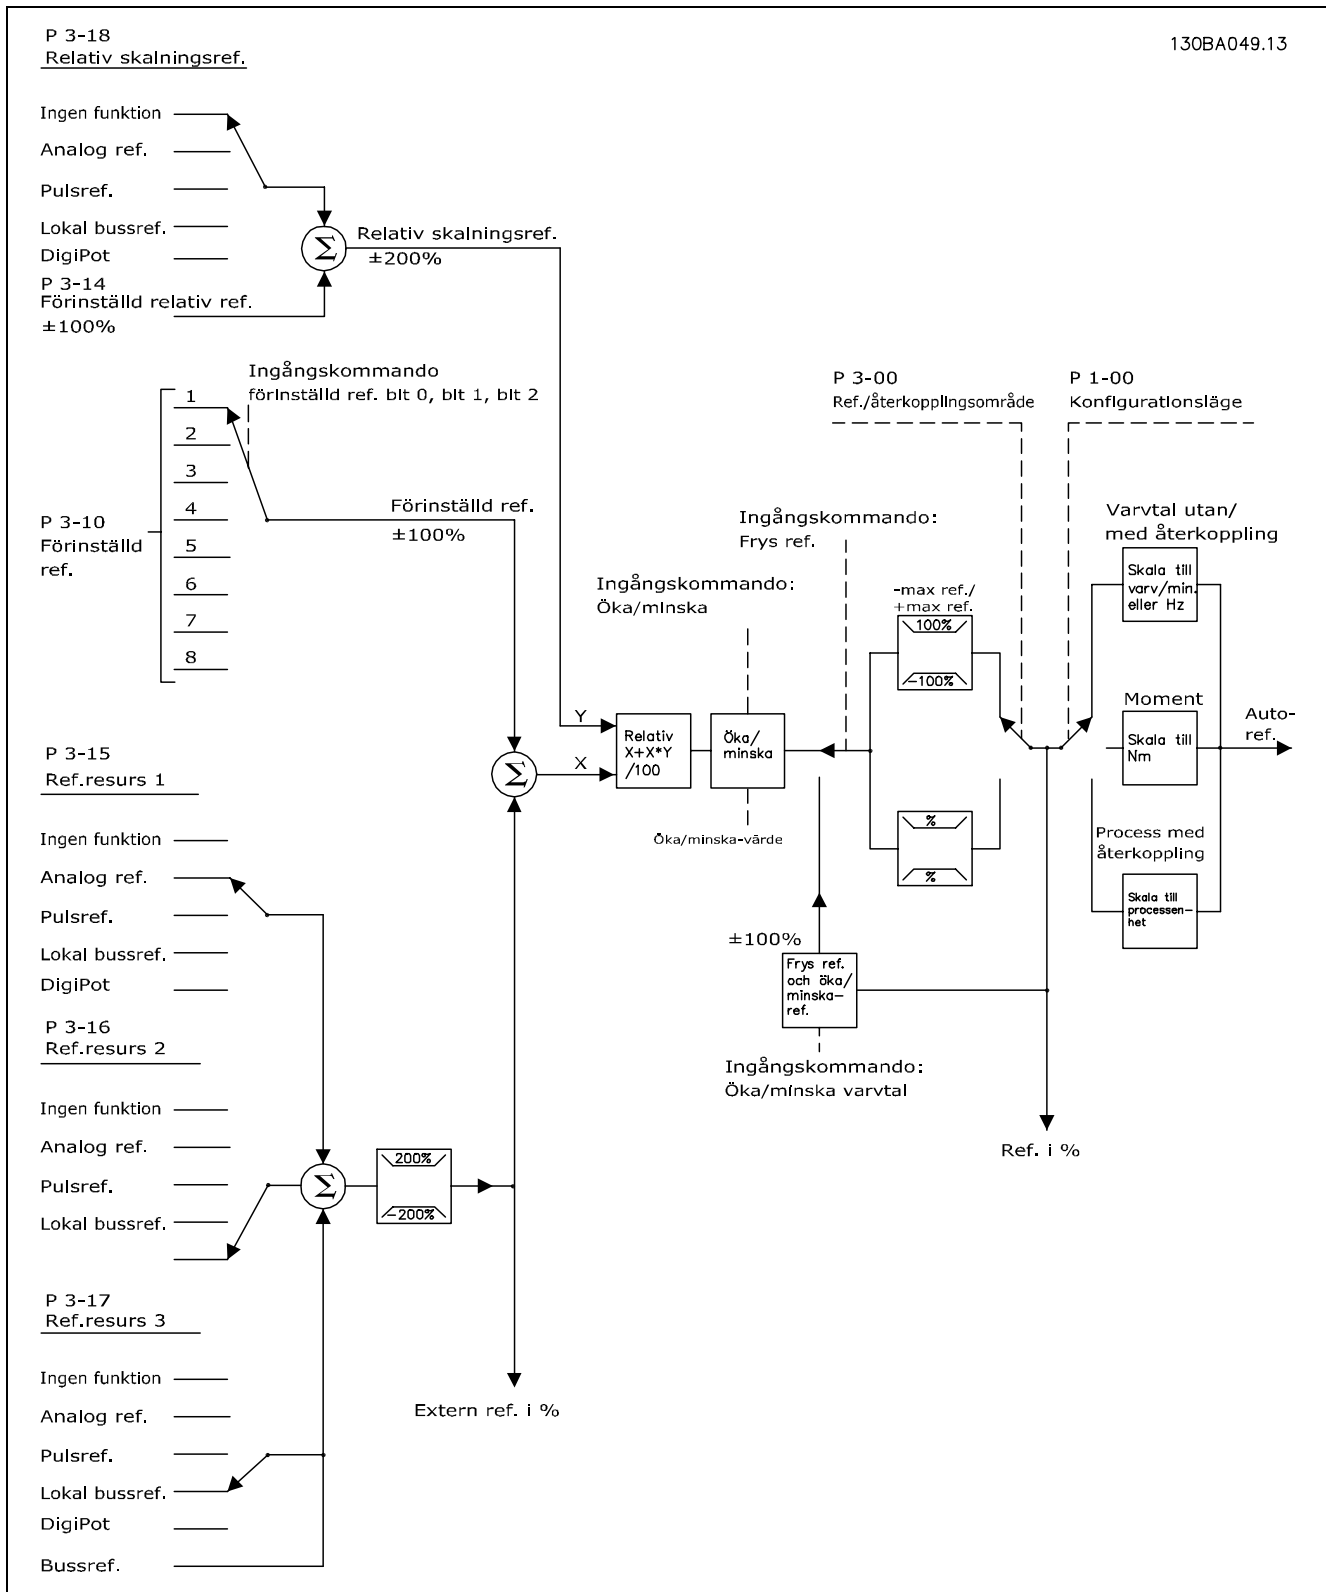 P 3-18
Relativ skalningsref.
130BA049.13
Ingen funktion
Analog ref.
Pulsref.
Lokal bussref.
DigiPot
P 3-14
Förinställd relativ ref.
±100%
Σ
Relativ skalningsref.
±200%
Ingångskommando
förinställd ref. bit 0, bit 1, bit 2
1
2
3
4
5
6
7
8
P 3-10
Förinställd
ref.
Förinställd ref.
±100%
P 3-00
Ref./återkopplingsområde
P 1-00
Konfigurationsläge
Ingångskommando:
Frys ref.
Ingångskommando:
Öka/minska
-max ref./
+max ref.
100%
-100%
Varvtal utan/
med återkoppling
Skala till
varv/min.
eller Hz
Y
X
Σ
Relativ
X+X*Y
/100
Öka/
minska
Öka/minska-värde
%
%
Moment
Skala till
Nm
Auto-
ref.
Process med
återkoppling
Skala till
processen-
het
±100%
Frys ref.
och öka/
minska-
ref.
Ingångskommando:
Öka/minska varvtal
Ref. i %
P 3-15
Ref.resurs 1
Ingen funktion
Analog ref.
Pulsref.
Lokal bussref.
DigiPot
P 3-16
Ref.resurs 2
Ingen funktion
Analog ref.
Pulsref.
Lokal bussref.
Σ
200%
-200%
P 3-17
Ref.resurs 3
Ingen funktion
Analog ref.
Pulsref.
Lokal bussref.
DigiPot
Bussref.
Extern ref. i %